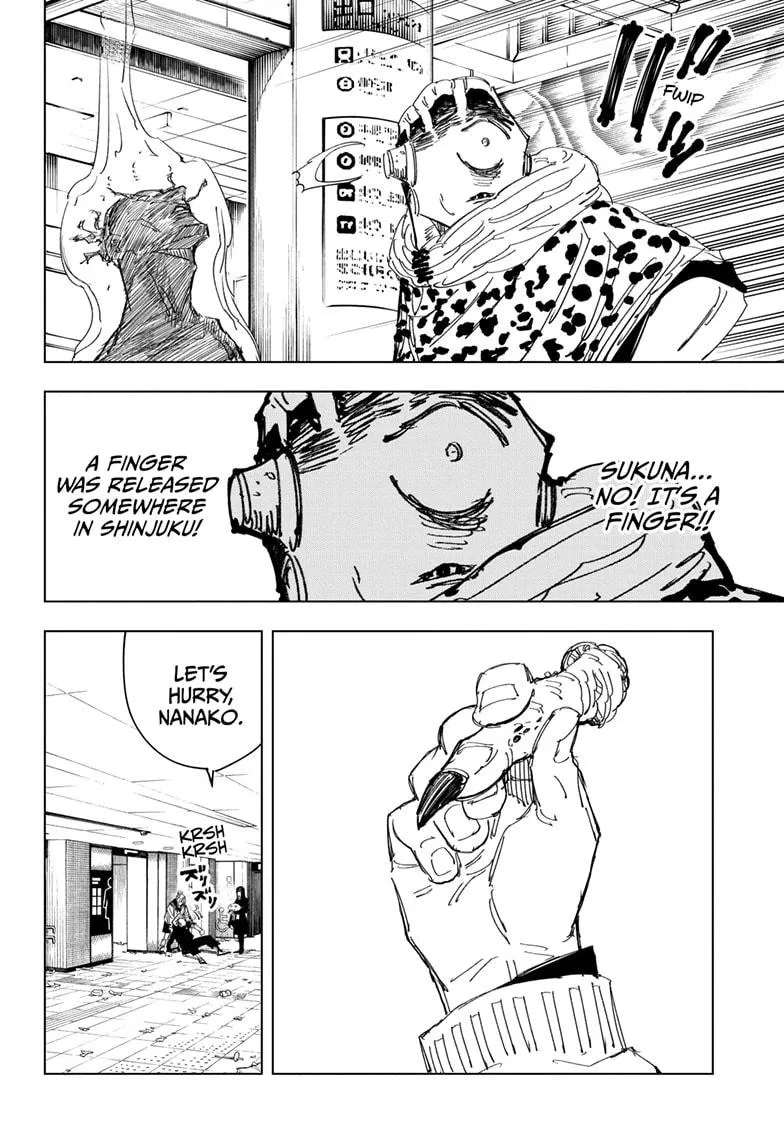 FWIP
SUKUNA...
NO! IT'S A
FINGER!!
A FINGER
WAS RELEASED
SOMEWHERE
IN SHINJUKU!
LET'S
HURRY,
NANAKO.
KRSH
KRSH
ズリ
ズリ